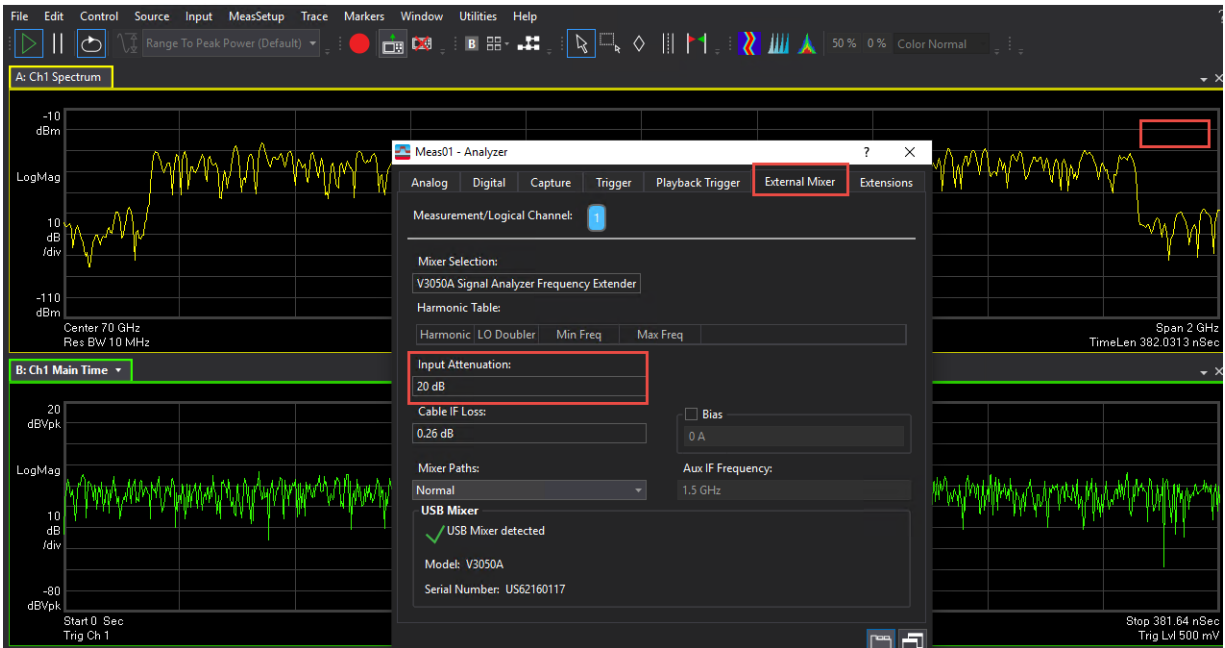 File Edit Control Source Input MeasSetup Trace Markers Window Utilities Help
Range To Peak Power (Default) B 50 % 0 % Color Normal
A: Ch1 Spectrum
-10
dBm
LogMag
10
dB
/div
-110
dBm
Center 70 GHz
Res BW 10 MHz
Span 2 GHz
TimeLen 382.0313 nSec
Meas01 - Analyzer ?
Analog Digital Capture Trigger Playback Trigger External Mixer Extensions
Measurement/Logical Channel: 1
Mixer Selection:
V3050A Signal Analyzer Frequency Extender
Harmonic Table:
Harmonic LO Doubler Min Freq Max Freq
Input Attenuation:
20 dB
Cable IF Loss:
0.26 dB
Bias
0 A
Mixer Paths:
Normal
Aux IF Frequency:
1.5 GHz
USB Mixer
USB Mixer detected
Model: V3050A
Serial Number: US62160117
B: Ch1 Main Time
20
dBVpk
LogMag
10
dB
/div
-80
dBVpk
Start 0 Sec
Trig Ch 1
Stop 381.64 nSec
Trig Lvl 500 mV